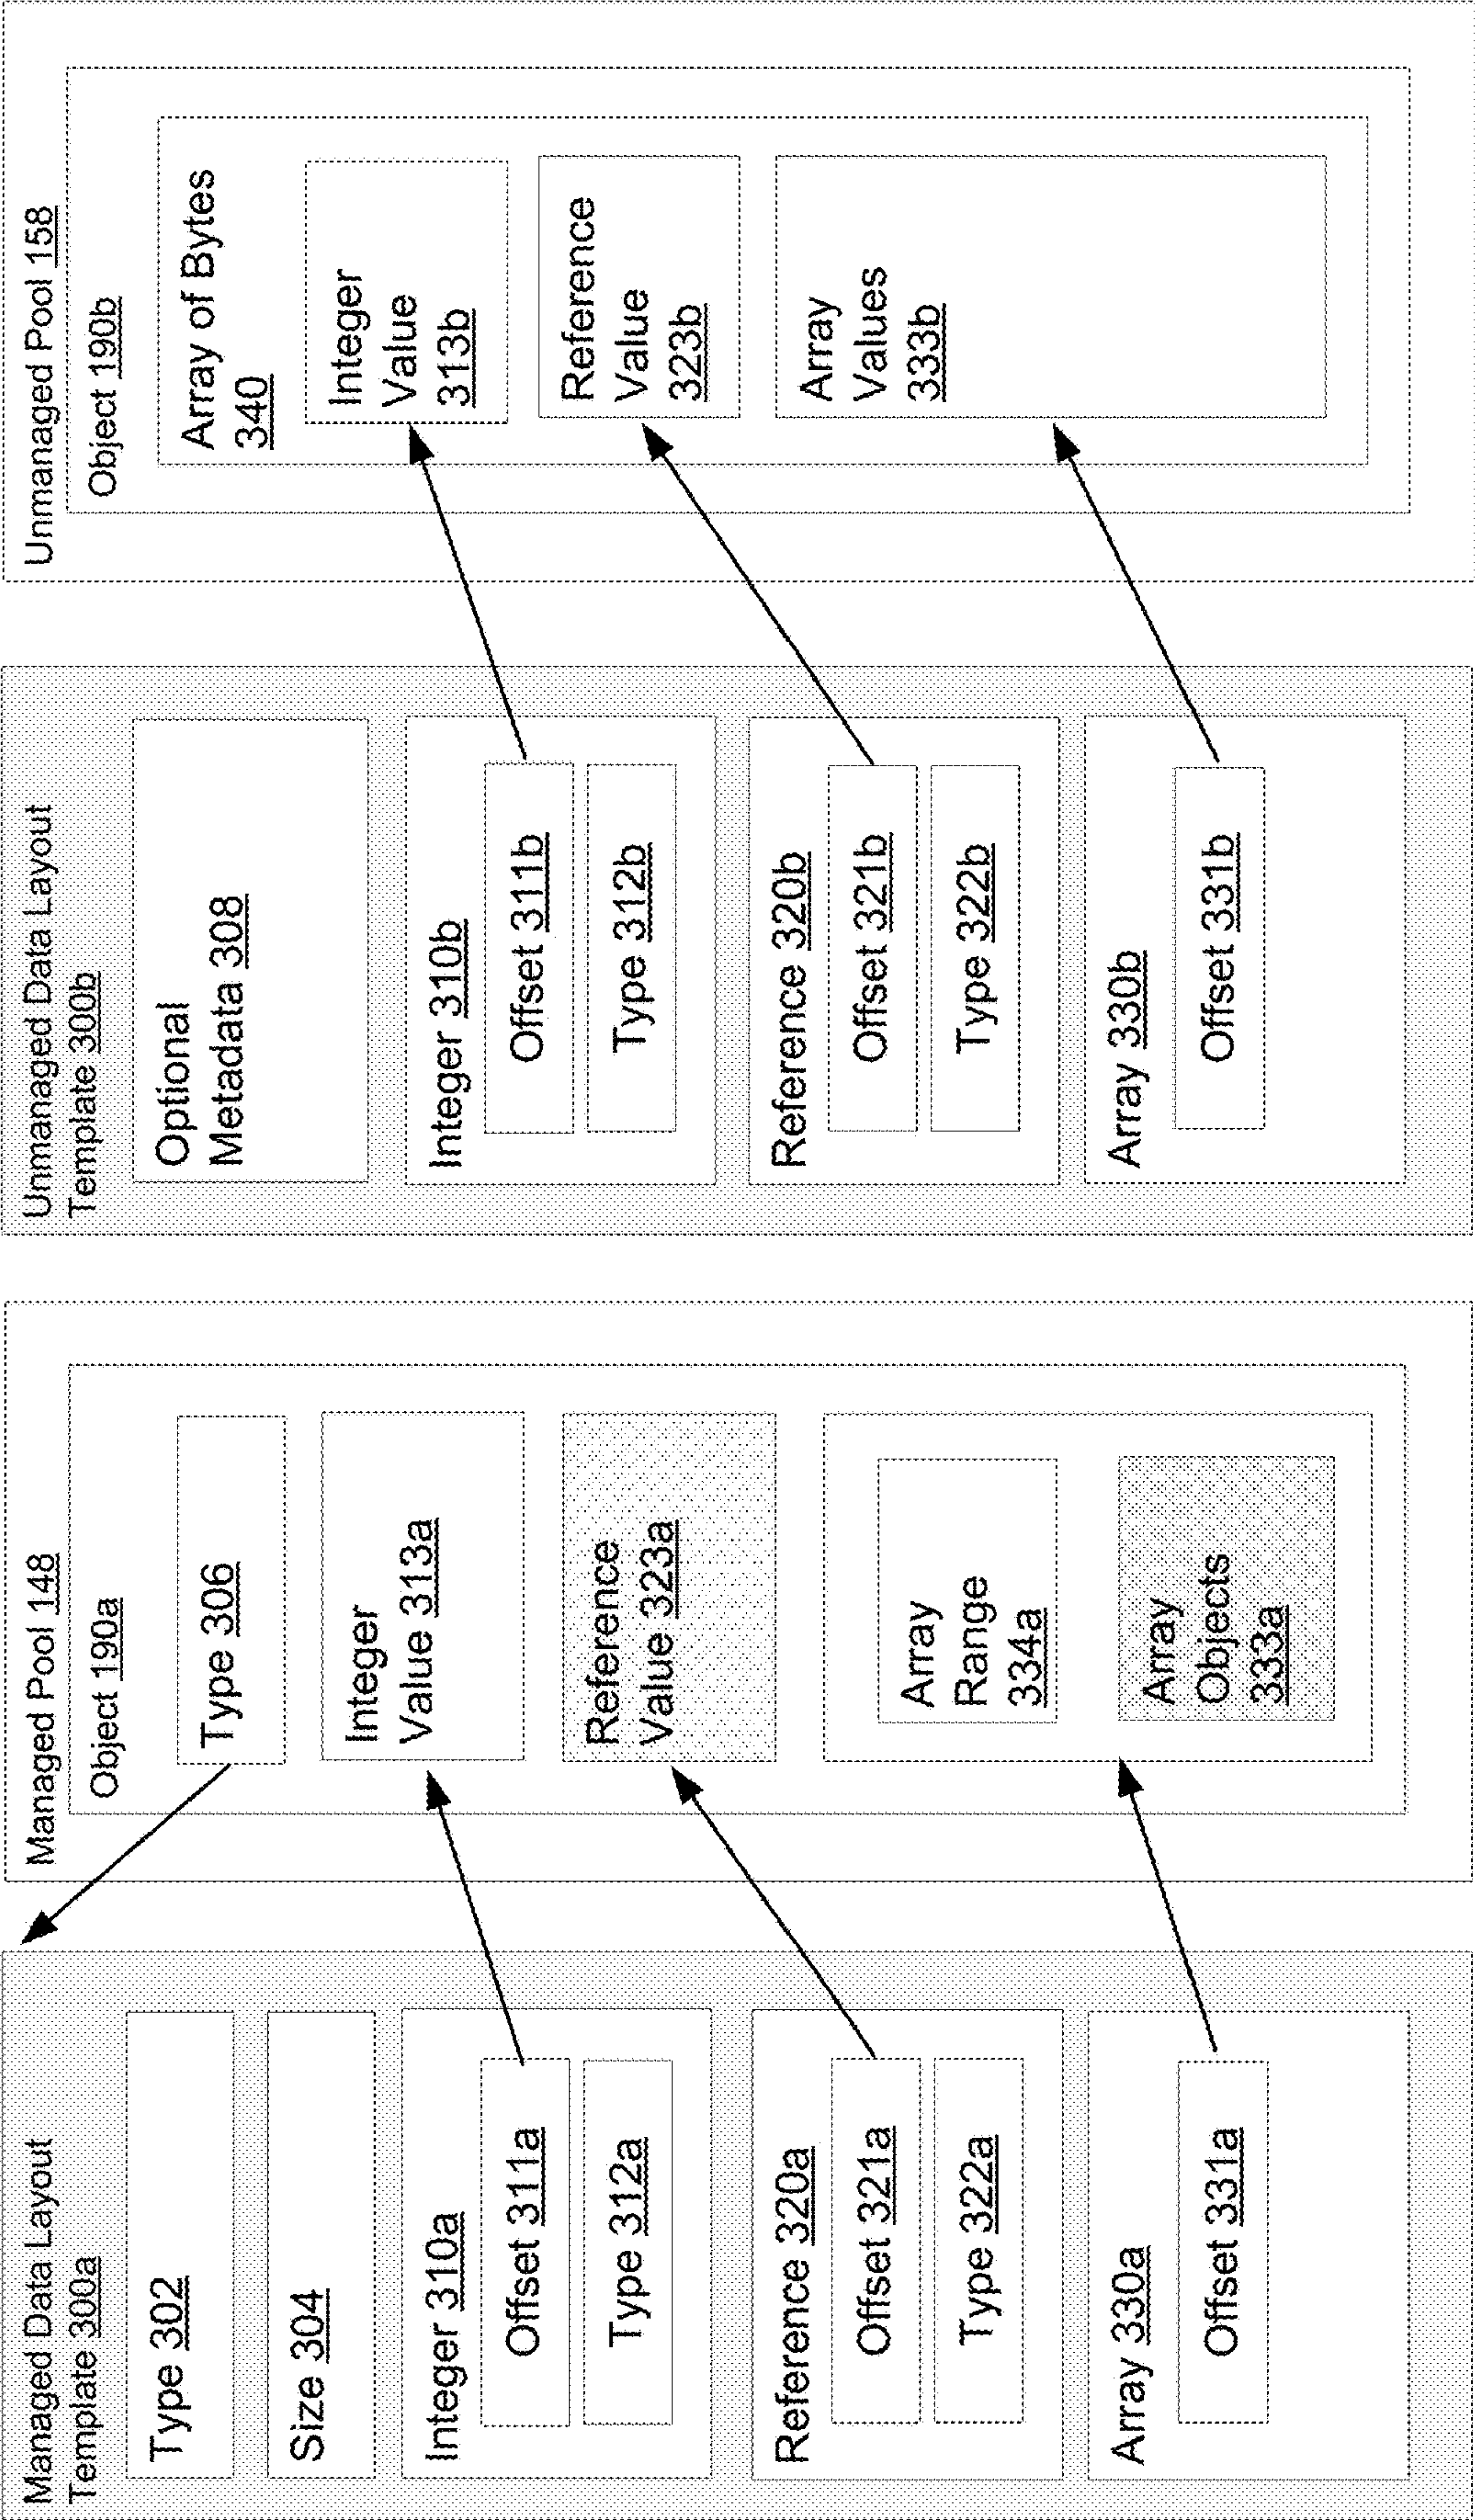 Managed Data Layout
Template 300a
Type 302
Size 304
Integer 310a
Offset 311a
Type 312a
Reference 320a
Offset 321a
Type 322a
Array 330a
Offset 331a
Managed Pool 148
Object 190a
Type 306
Integer
Value 313a
Reference
Value 323a
Array
Range
334a
Array
Objects
333a
Unmanaged Data Layout
Template 300b
Optional
Metadata 308
Integer 310b
Offset 311b
Type 312b
Reference 320b
Offset 321b
Type 322b
Array 330b
Offset 331b
Unmanaged Pool 158
Object 190b
Array of Bytes
340
Integer
Value
313b
Reference
Value
323b
Array
Values
333b